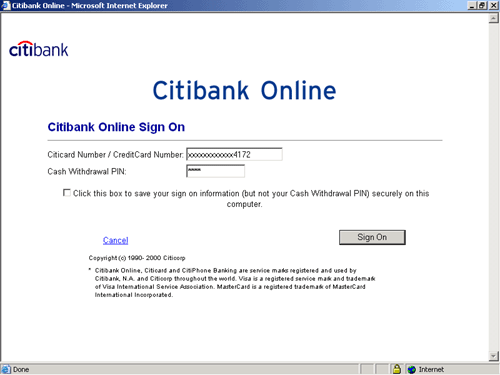 Citibank Online - Microsoft Internet Explorer
citibank
Citibank Online
Citibank Online Sign On
Citicard Number / CreditCard Number: xxxxxxxxxxxx4172
Cash Withdrawal PIN: ****
Click this box to save your sign on information (but not your Cash Withdrawal PIN) securely on this
computer.
Cancel
Sign On
Copyright (c) 1990- 2000 Citicorp
* Citibank Online, Citicard and CitiPhone Banking are service marks registered and used by
Citibank, N.A. and Citicorp throughout the world. Visa is a registered service mark and trademark
of Visa International Service Association. MasterCard is a registered trademark of MasterCard
International Incorporated.
Done
Internet